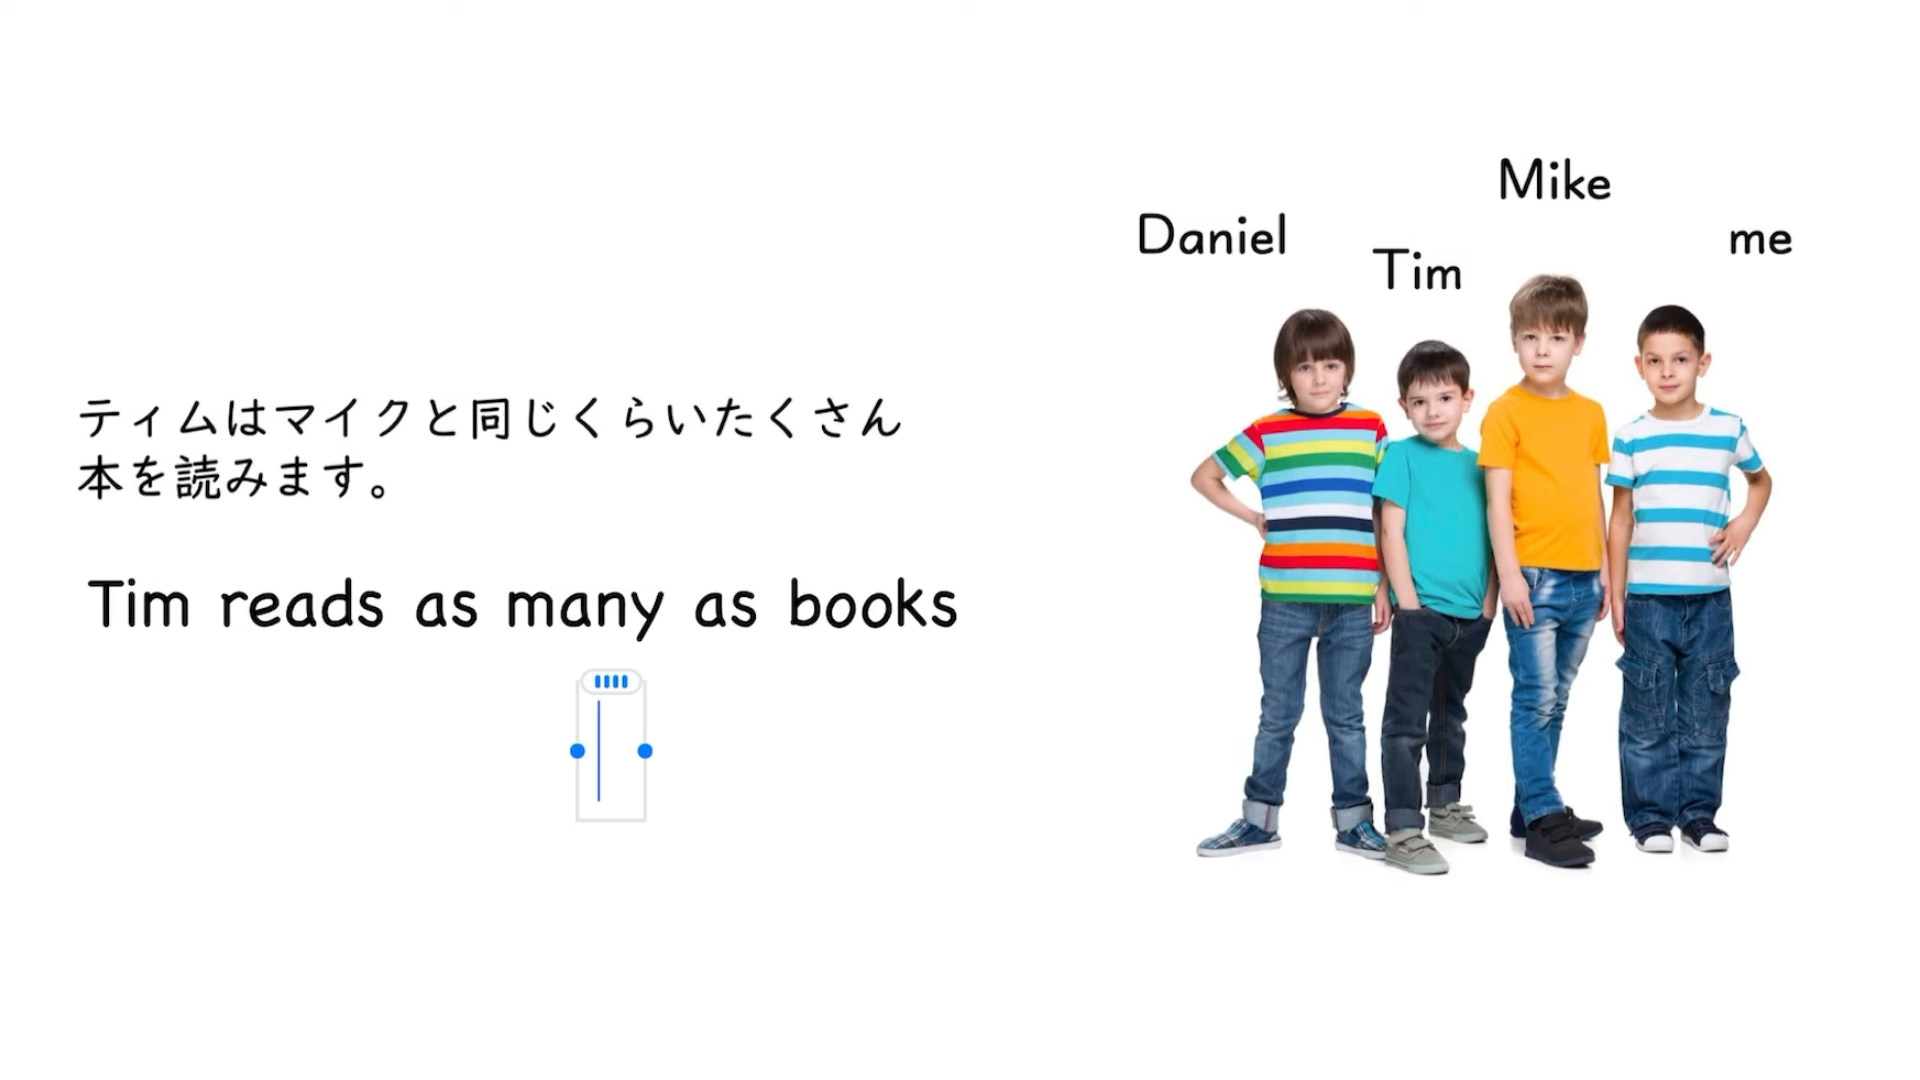 ティムはマイクと同じくらいたくさん
本を読みます。
Tim reads as many as books
Daniel
Tim
Mike
me